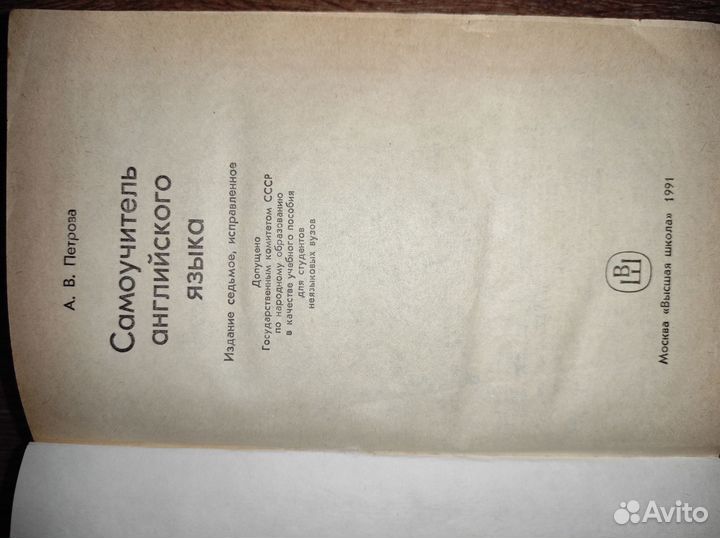 А. В. Петрова
Самоучитель
английского
языка
Издание седьмое, исправленное
Допущено
Государственным комитетом СССР
по народному образованию
в качестве учебного пособия
для студентов
неязыковых вузов
ВШ
Москва «Высшая школа» 1991
Avito